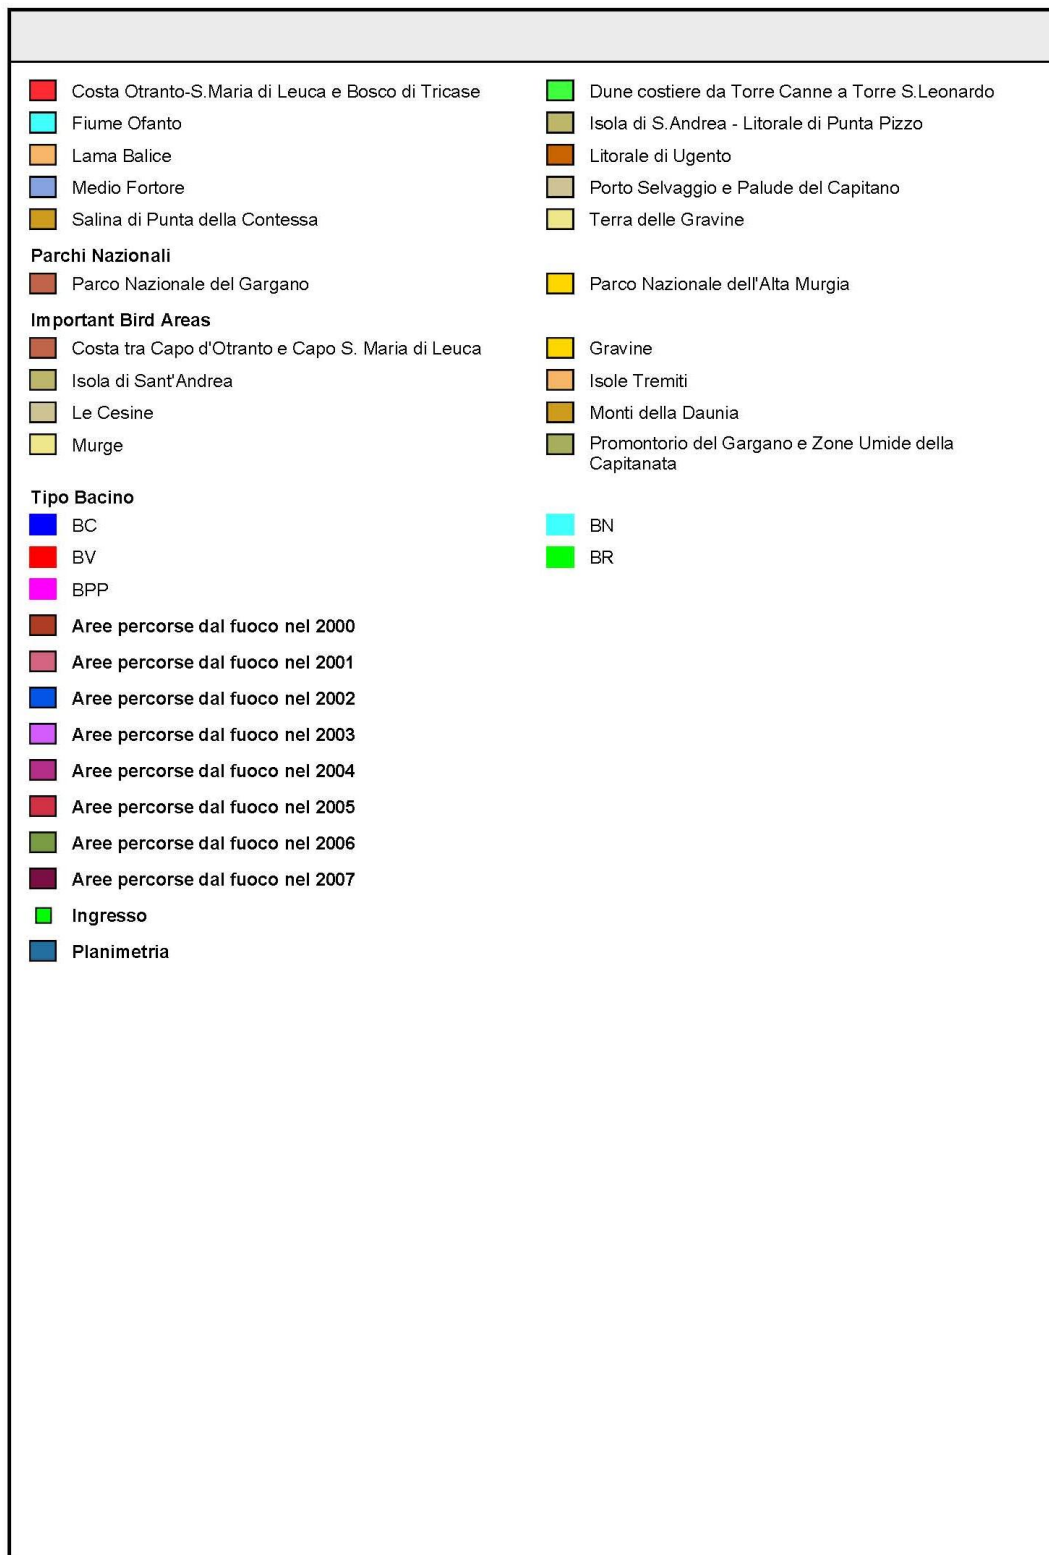 Costa Otranto-S.Maria di Leuca e Bosco di Tricase
Dune costiere da Torre Canne a Torre S.Leonardo
Fiume Ofanto
Isola di S.Andrea - Litorale di Punta Pizzo
Lama Balice
Litorale di Ugento
Medio Fortore
Porto Selvaggio e Palude del Capitano
Salina di Punta della Contessa
Terra delle Gravine
Parchi Nazionali
Parco Nazionale del Gargano
Parco Nazionale dell'Alta Murgia
Important Bird Areas
Costa tra Capo d'Otranto e Capo S. Maria di Leuca
Gravine
Isola di Sant'Andrea
Isole Tremiti
Le Cesine
Monti della Daunia
Murge
Promontorio del Gargano e Zone Umide della
Capitanata
Tipo Bacino
BC
BN
BV
BR
BPP
Aree percorse dal fuoco nel 2000
Aree percorse dal fuoco nel 2001
Aree percorse dal fuoco nel 2002
Aree percorse dal fuoco nel 2003
Aree percorse dal fuoco nel 2004
Aree percorse dal fuoco nel 2005
Aree percorse dal fuoco nel 2006
Aree percorse dal fuoco nel 2007
Ingresso
Planimetria